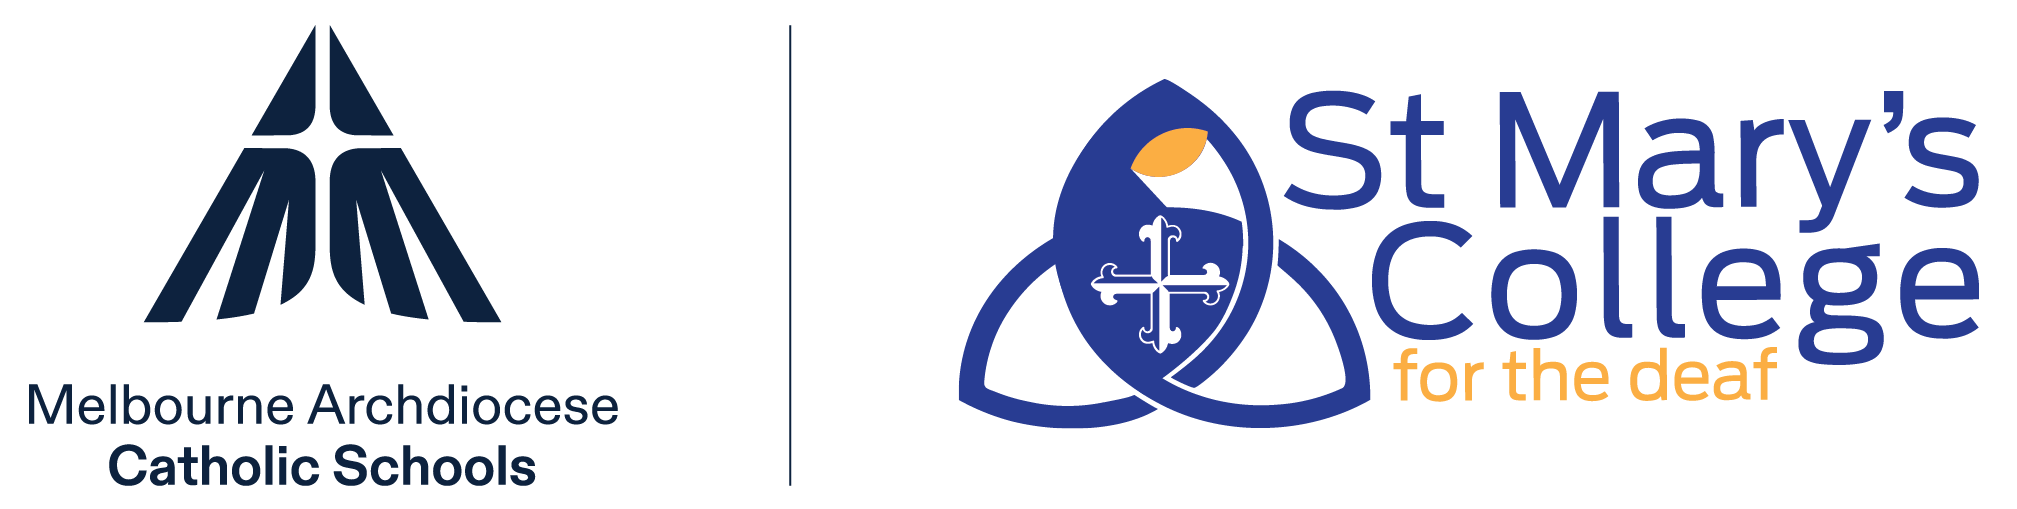 Melbourne Archdiocese
Catholic Schools
St Mary’s
College
for the deaf